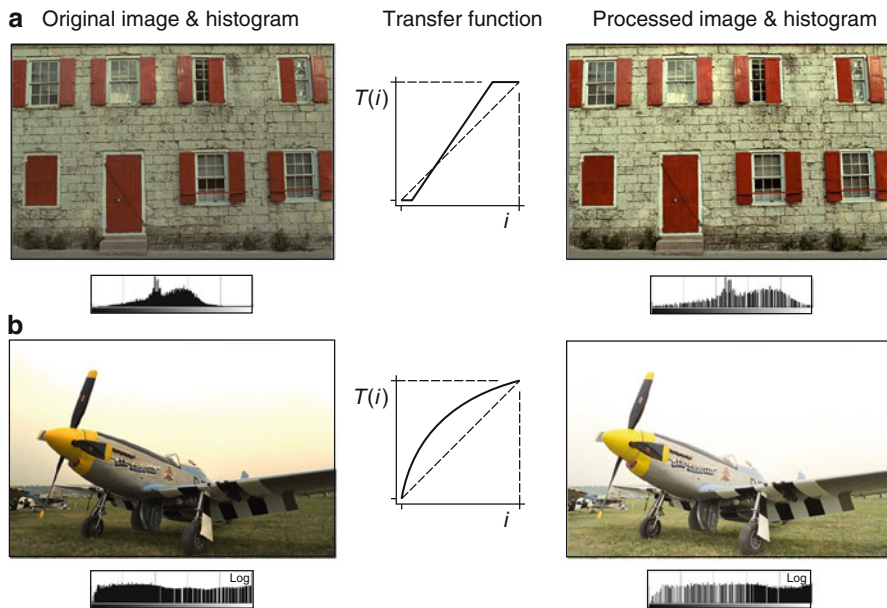 Original image & histogram
Transfer function
Processed image & histogram
a
T(i)
i
b
T(i)
i
Log
Log